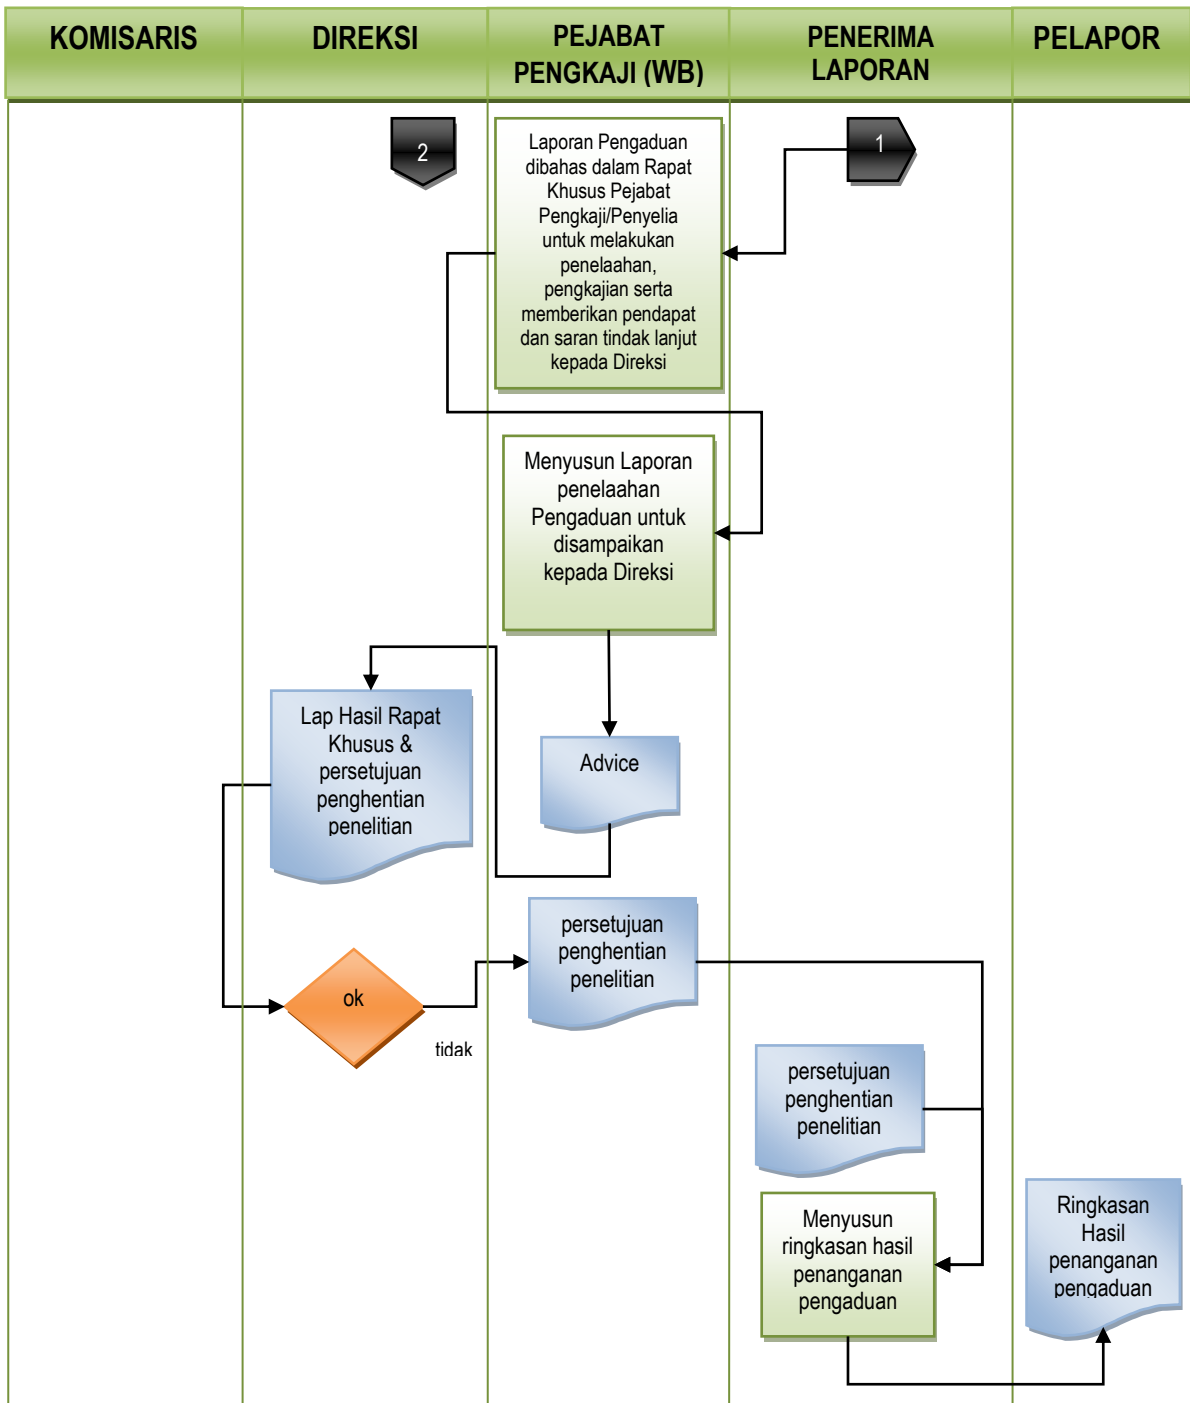 KOMISARIS
DIREKSI
PEJABAT
PENGKAJI (WB)
PENERIMA
LAPORAN
PELAPOR
2
Laporan Pengaduan
dibahas dalam Rapat
Khusus Pejabat
Pengkaji/Penyelia
untuk melakukan
penelaahan,
pengkajian serta
memberikan pendapat
dan saran tindak lanjut
kepada Direksi
1
Menyusun Laporan
penelaahan
Pengaduan untuk
disampaikan
kepada Direksi
Lap Hasil Rapat
Khusus &
persetujuan
penghentian
penelitian
Advice
persetujuan
penghentian
penelitian
ok
tidak
persetujuan
penghentian
penelitian
Menyusun
ringkasan hasil
penanganan
pengaduan
Ringkasan
Hasil
penanganan
pengaduan